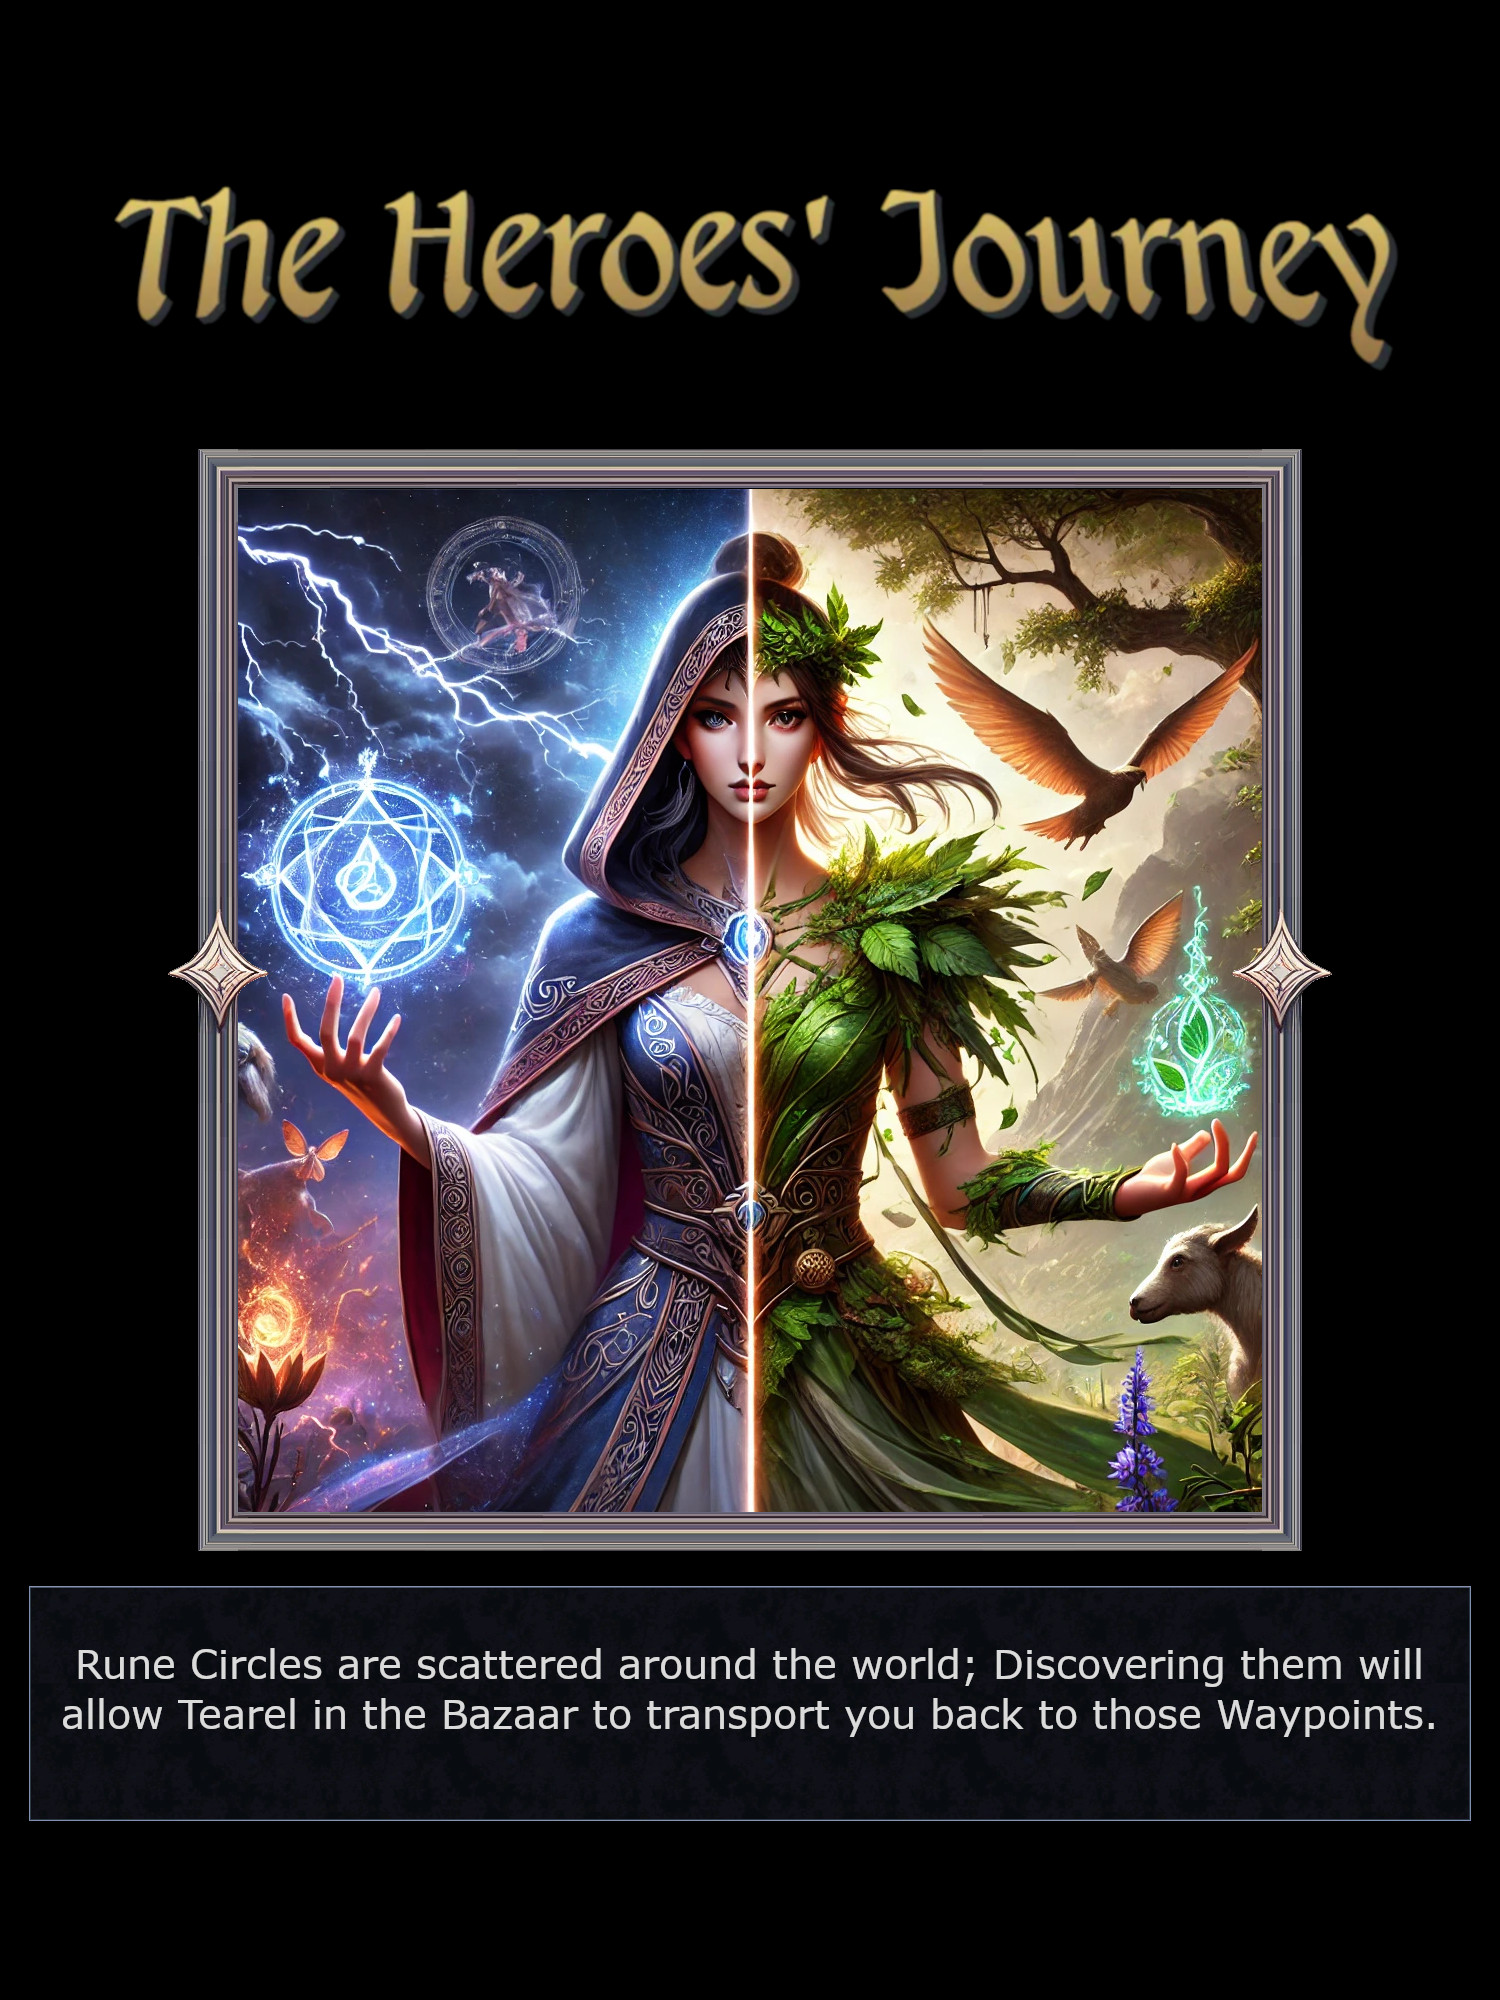 The Heroes' Journey
Rune Circles are scattered around the world; Discovering them will
allow Tearel in the Bazaar to transport you back to those Waypoints.